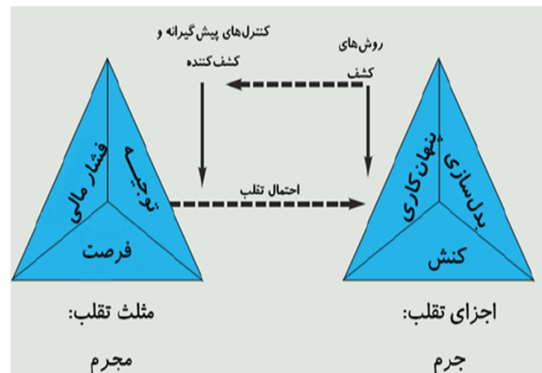 کنترل‌های پیش‌گیرانه و
کشف‌کننده
روش‌های
کشف
احتمال تقلب
فشار مالی
توجیه
فرصت
پنهان‌کاری
بدل‌سازی
کنش
مثلث تقلب:
مجرم
اجزای تقلب:
جرم